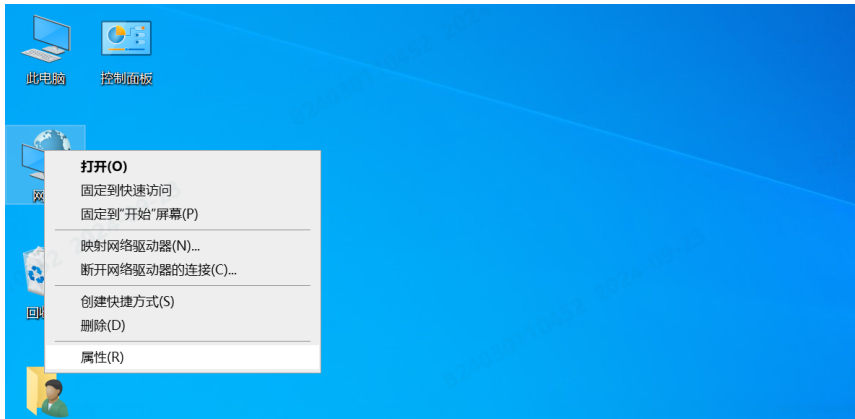 此电脑
控制面板
网
打开(O)
固定到快速访问
固定到"开始"屏幕(P)
映射网络驱动器(N)...
断开网络驱动器的连接(C)...
创建快捷方式(S)
删除(D)
回
属性(R)